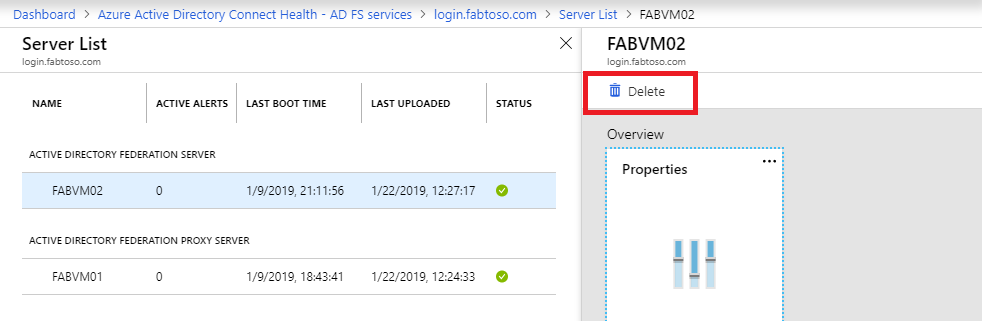 Dashboard > Azure Active Directory Connect Health - AD FS services > login.fabtoso.com > Server List > FABVM02
Server List
login.fabtoso.com
NAME ACTIVE ALERTS LAST BOOT TIME LAST UPLOADED STATUS
ACTIVE DIRECTORY FEDERATION SERVER
FABVM02 0 1/9/2019, 21:11:56 1/22/2019, 12:27:17
ACTIVE DIRECTORY FEDERATION PROXY SERVER
FABVM01 0 1/9/2019, 18:43:41 1/22/2019, 12:24:33
FABVM02
login.fabtoso.com
Delete
Overview
Properties